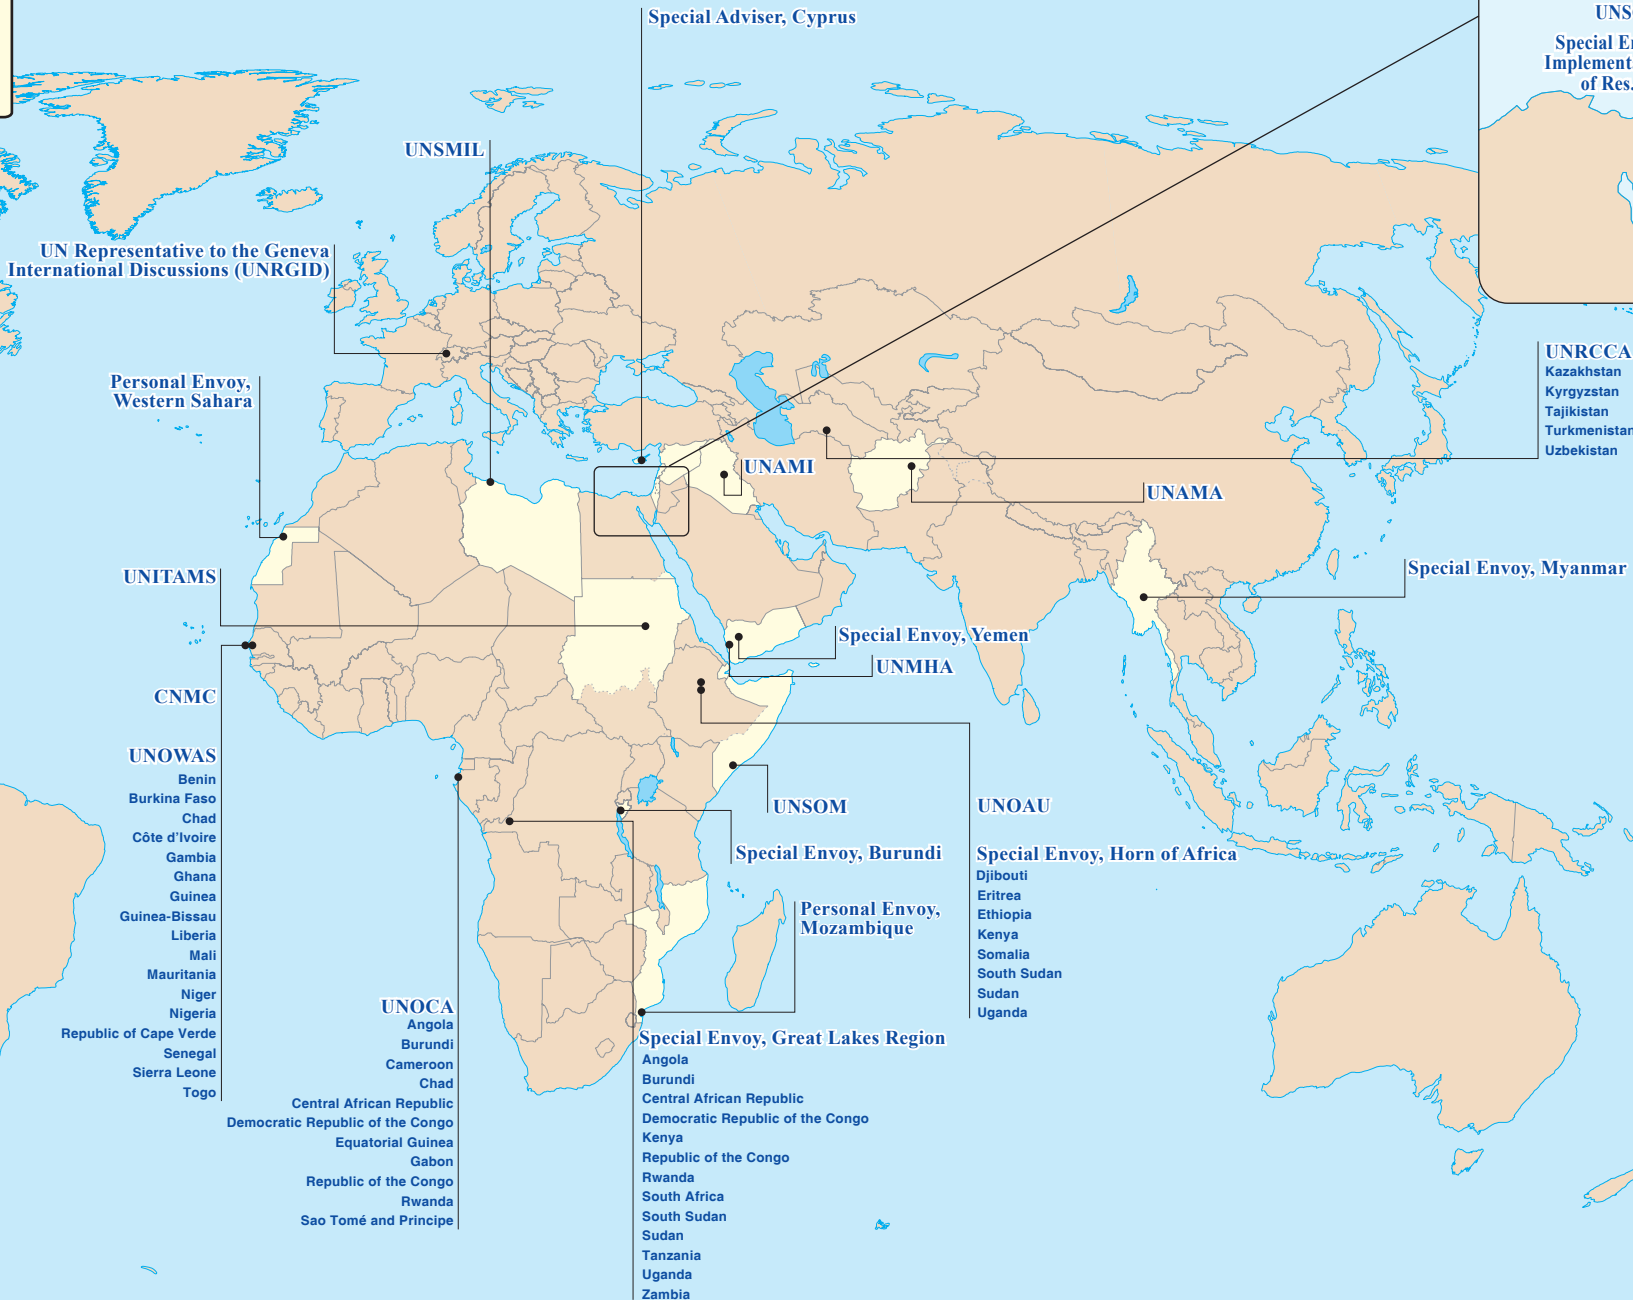 Special Adviser, Cyprus
UNS
Special En
Implementa
of Res.
UNSMIL
UN Representative to the Geneva
International Discussions (UNRGID)
Personal Envoy,
Western Sahara
UNRCCA
Kazakhstan
Kyrgyzstan
Tajikistan
Turkmenistan
Uzbekistan
UNAMI
UNAMA
UNITAMS
Special Envoy, Myanmar
Special Envoy, Yemen
UNMHA
CNMC
UNOWAS
Benin
Burkina Faso
Chad
Côte d’Ivoire
Gambia
Ghana
Guinea
Guinea-Bissau
Liberia
Mali
Mauritania
Niger
Nigeria
Republic of Cape Verde
Senegal
Sierra Leone
Togo
UNSOM
UNOAU
Special Envoy, Burundi
Special Envoy, Horn of Africa
Djibouti
Eritrea
Ethiopia
Kenya
Somalia
South Sudan
Sudan
Uganda
Personal Envoy,
Mozambique
UNOCA
Angola
Burundi
Cameroon
Chad
Central African Republic
Democratic Republic of the Congo
Equatorial Guinea
Gabon
Republic of the Congo
Rwanda
Sao Tomé and Principe
Special Envoy, Great Lakes Region
Angola
Burundi
Central African Republic
Democratic Republic of the Congo
Kenya
Republic of the Congo
Rwanda
South Africa
South Sudan
Sudan
Tanzania
Uganda
Zambia